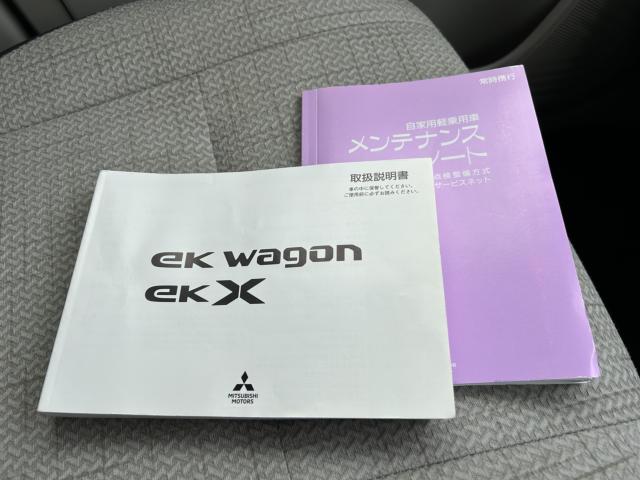 取扱説明書
車の中に保管してください。
ご使用前に必ずお読みください。
eK wagon
eK X
MITSUBISHI
MOTORS
常時携行
自家用軽乗用車
メンテナンス
ノート
点検整備方式
サービスネット